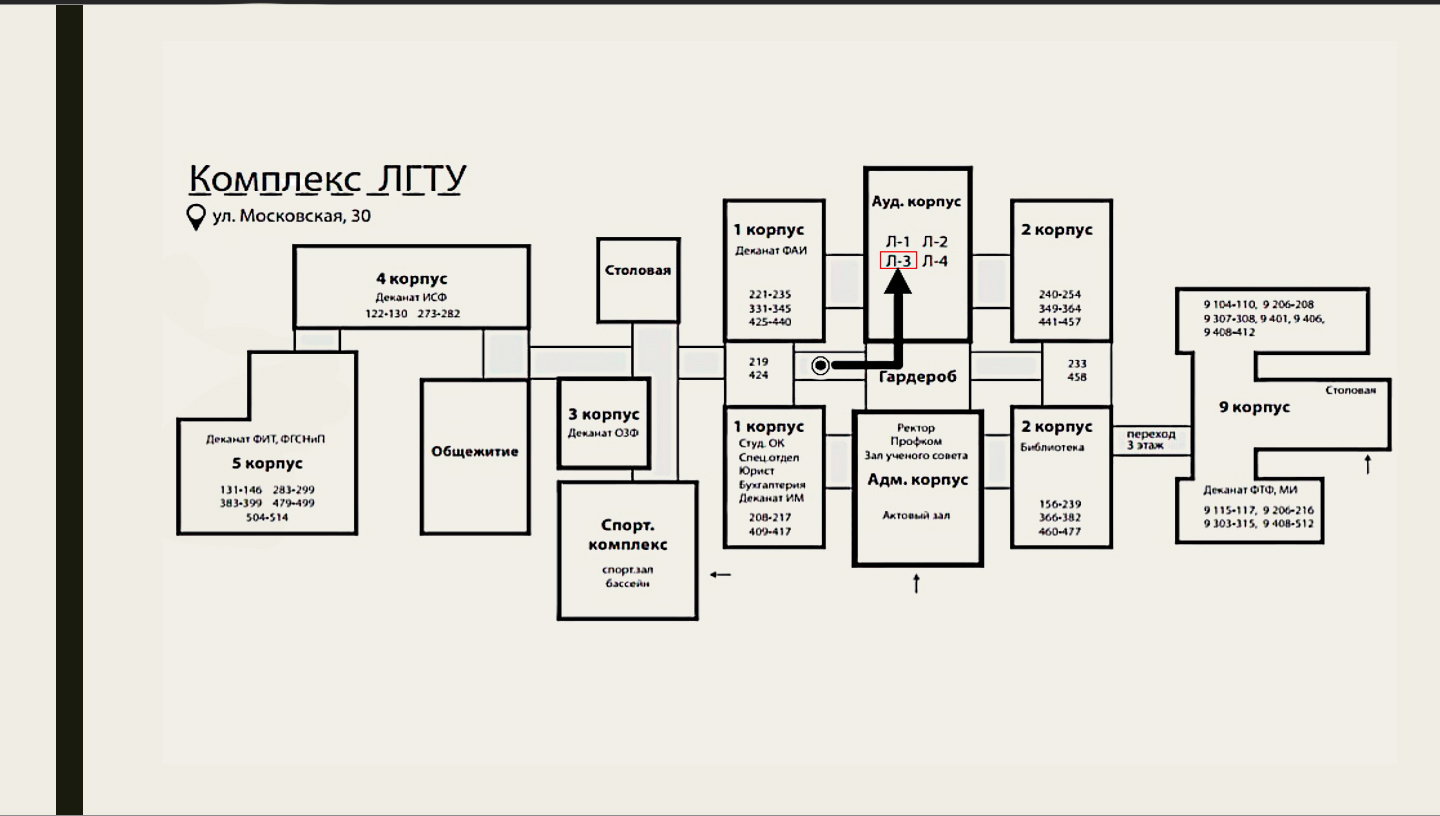 Комплекс ЛГТУ
ул. Московская, 30
4 корпус
Деканат ИСФ
122-130 273-282
Деканат ФИТ, ФГСНиП
5 корпус
131-146 283-299
383-399 479-499
504-514
Общежитие
Столовая
3 корпус
Деканат ОЗФ
Спорт.
комплекс
спорт.зал
бассейн
1 корпус
Деканат ФАИ
221-235
331-345
425-440
219
424
1 корпус
Студ. ОК
Спец.отдел
Юрист
Бухгалтерия
Деканат ИМ
208-217
409-417
Ауд. корпус
Л-1 Л-2
Л-3 Л-4
Гардероб
Ректор
Профком
Зал ученого совета
Адм. корпус
Актовый зал
2 корпус
240-254
349-364
441-457
233
458
2 корпус
Библиотека
156-239
366-382
460-477
переход
3 этаж
9 104-110, 9 206-208
9 307-308, 9 401, 9 406,
9 408-412
Столовая
9 корпус
Деканат ФТФ, МИ
9 115-117, 9 206-216
9 303-315, 9 408-512